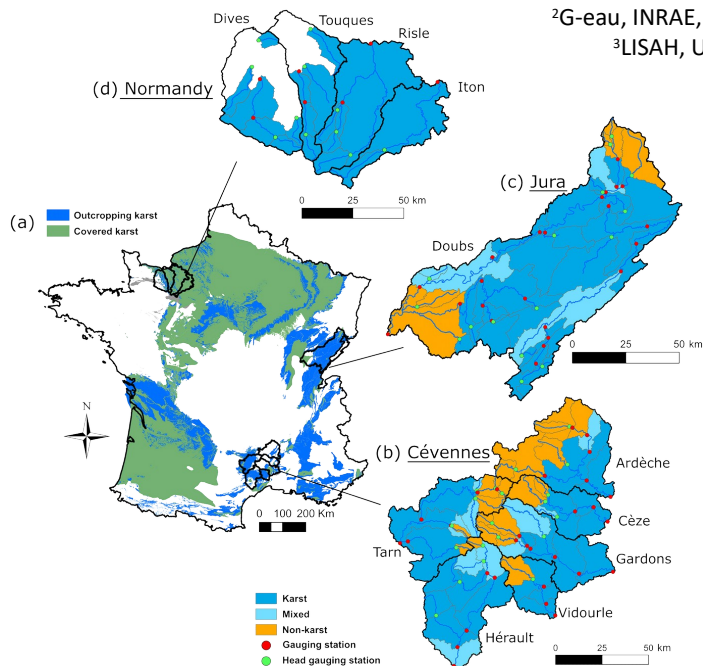 ²G-eau, INRAE,
³LISAH, U
Dives
Touques
Risle
Iton
(d) Normandy
0 25 50 km
(c) Jura
Doubs
0 25 50 km
(a)
Outcropping karst
Covered karst
N
0 100 200 Km
(b) Cévennes
Ardèche
Cèze
Gardons
Tarn
Vidourle
Hérault
Karst
Mixed
Non-karst
Gauging station
Head gauging station
0 25 50 km